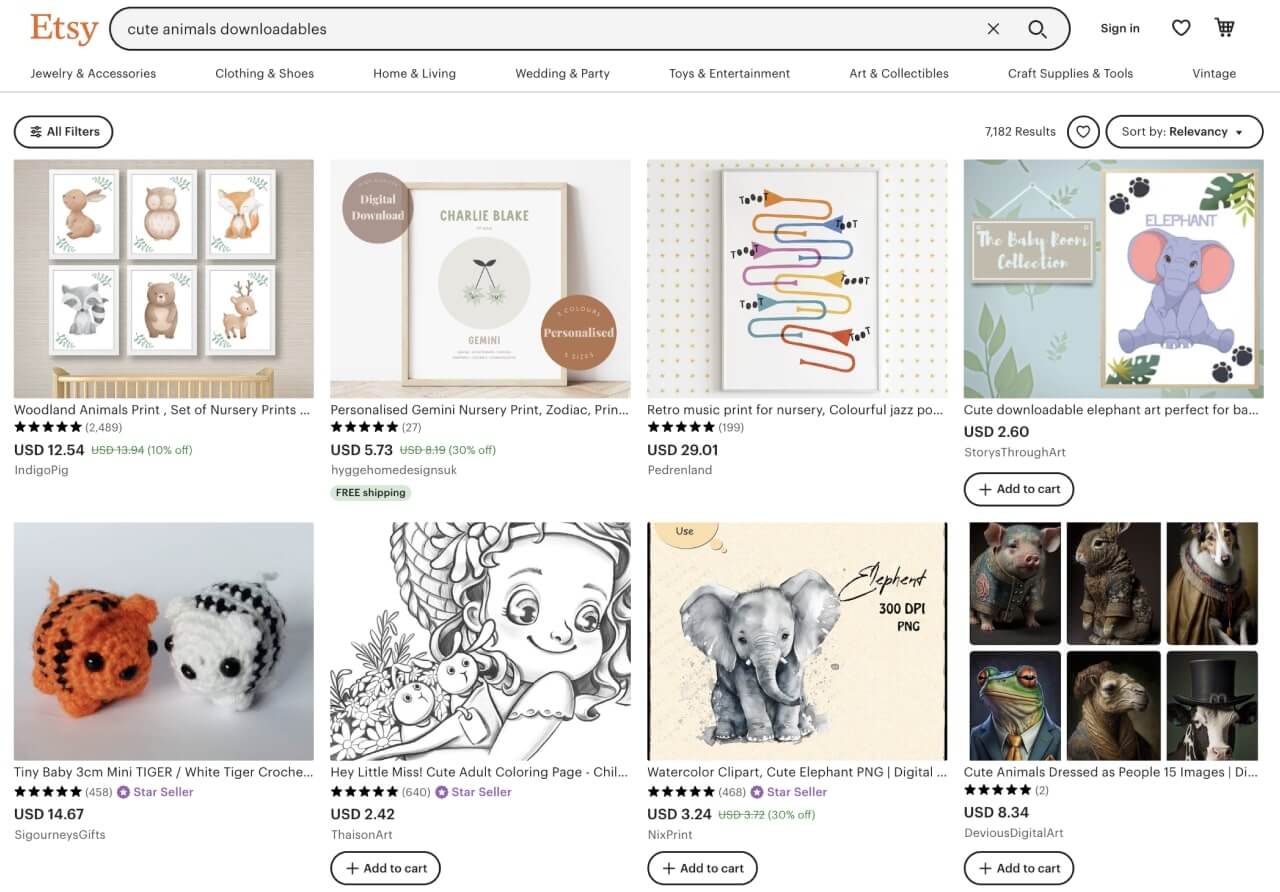 Etsy
cute animals downloadables
Sign in
Jewelry & Accessories
Clothing & Shoes
Home & Living
Wedding & Party
Toys & Entertainment
Art & Collectibles
Craft Supplies & Tools
Vintage
All Filters
7,182 Results
Sort by: Relevancy
Digital
Download
CHARLIE BLAKE
GEMINI
3 COLOURS
Personalised
3 SIZES
TOOOT
TOOT
TOOOT
TOOOT
TOOT
TOOT
The Baby Room
Collection
ELEPHANT
Woodland Animals Print , Set of Nursery Prints ...
(2,489)
USD 12.54 USD 13.94 (10% off)
IndigoPig
Personalised Gemini Nursery Print, Zodiac, Prin...
(27)
USD 5.73 USD 8.19 (30% off)
hyggehomedesignsuk
FREE shipping
Retro music print for nursery, Colourful jazz po...
(199)
USD 29.01
Pedrenland
Cute downloadable elephant art perfect for ba...
USD 2.60
StorysThroughArt
+ Add to cart
Use
Elephent
300 DPI
PNG
Tiny Baby 3cm Mini TIGER / White Tiger Croche...
(458) Star Seller
USD 14.67
SigourneysGifts
Hey Little Miss! Cute Adult Coloring Page - Chil...
(640) Star Seller
USD 2.42
ThaisonArt
+ Add to cart
Watercolor Clipart, Cute Elephant PNG | Digital ...
(468) Star Seller
USD 3.24 USD 3.72 (30% off)
NixPrint
+ Add to cart
Cute Animals Dressed as People 15 Images | Di...
(2)
USD 8.34
DeviousDigitalArt
+ Add to cart